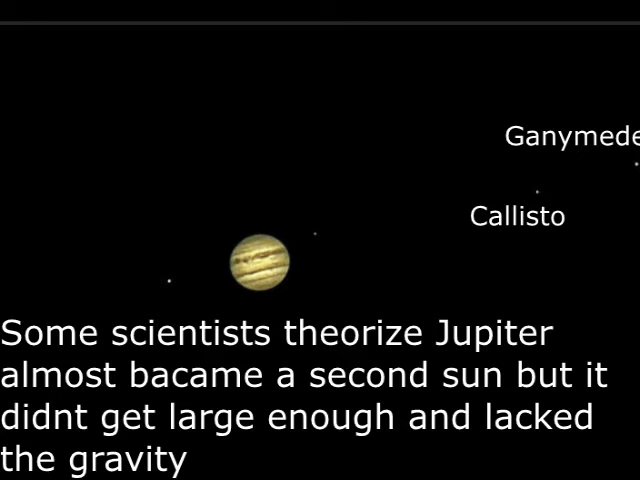 Ganymede
Callisto
Some scientists theorize Jupiter
almost bacame a second sun but it
didnt get large enough and lacked
the gravity